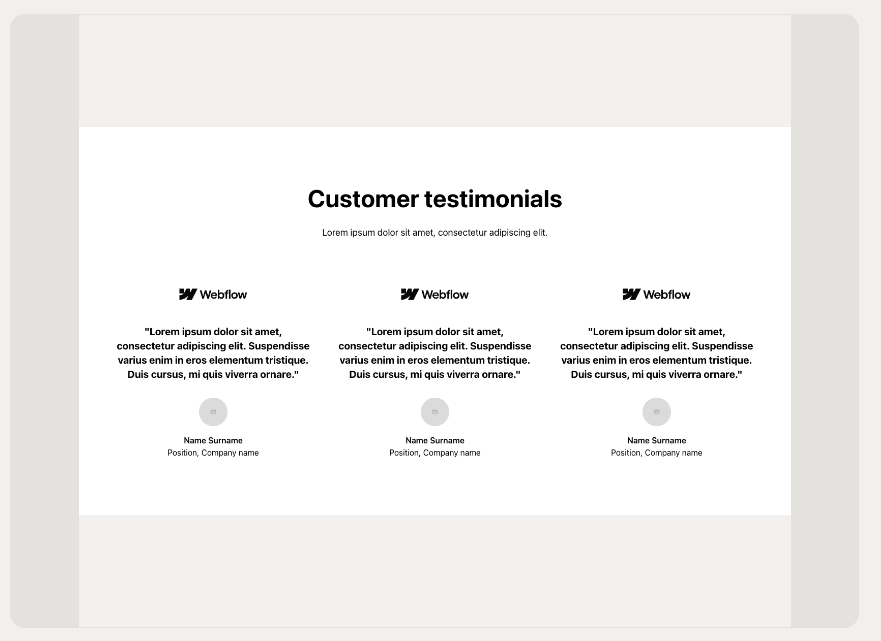 Customer testimonials
Lorem ipsum dolor sit amet, consectetur adipiscing elit.
Webflow
"Lorem ipsum dolor sit amet,
consectetur adipiscing elit. Suspendisse
varius enim in eros elementum tristique.
Duis cursus, mi quis viverra ornare."
Name Surname
Position, Company name
Webflow
"Lorem ipsum dolor sit amet,
consectetur adipiscing elit. Suspendisse
varius enim in eros elementum tristique.
Duis cursus, mi quis viverra ornare."
Name Surname
Position, Company name
Webflow
"Lorem ipsum dolor sit amet,
consectetur adipiscing elit. Suspendisse
varius enim in eros elementum tristique.
Duis cursus, mi quis viverra ornare."
Name Surname
Position, Company name